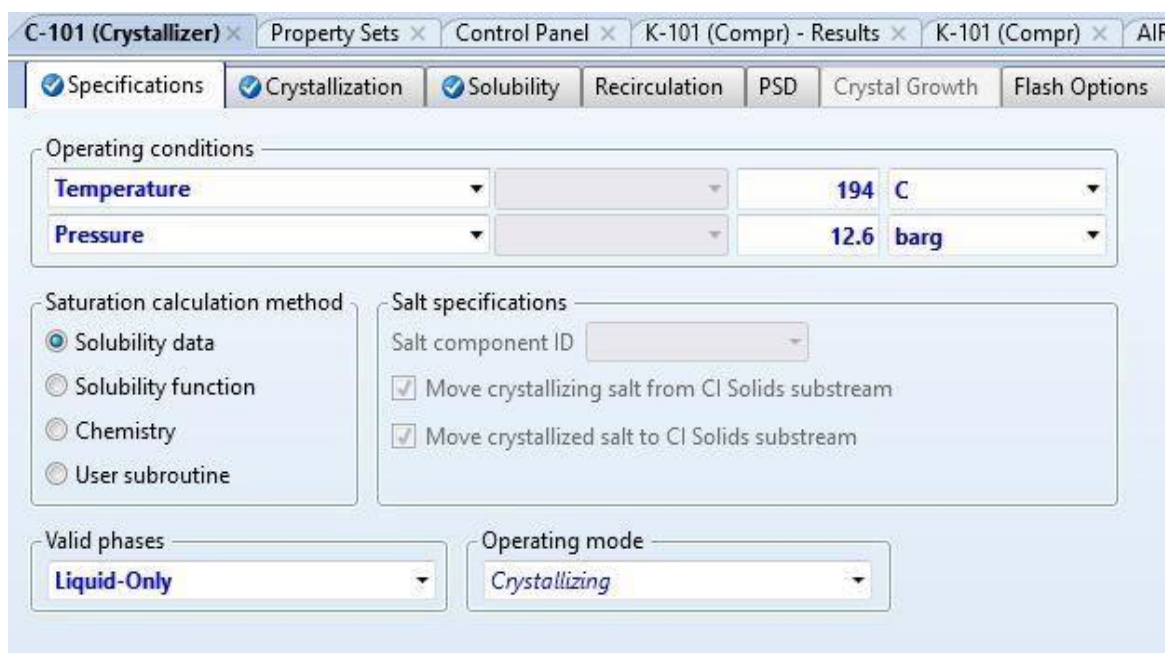 C-101 (Crystallizer) Property Sets Control Panel K-101 (Compr) - Results K-101 (Compr) AIR
Specifications Crystallization Solubility Recirculation PSD Crystal Growth Flash Options
Operating conditions
Temperature 194 C
Pressure 12.6 barg
Saturation calculation method
Solubility data
Solubility function
Chemistry
User subroutine
Salt specifications
Salt component ID
Move crystallizing salt from CI Solids substream
Move crystallized salt to CI Solids substream
Valid phases
Liquid-Only
Operating mode
Crystallizing